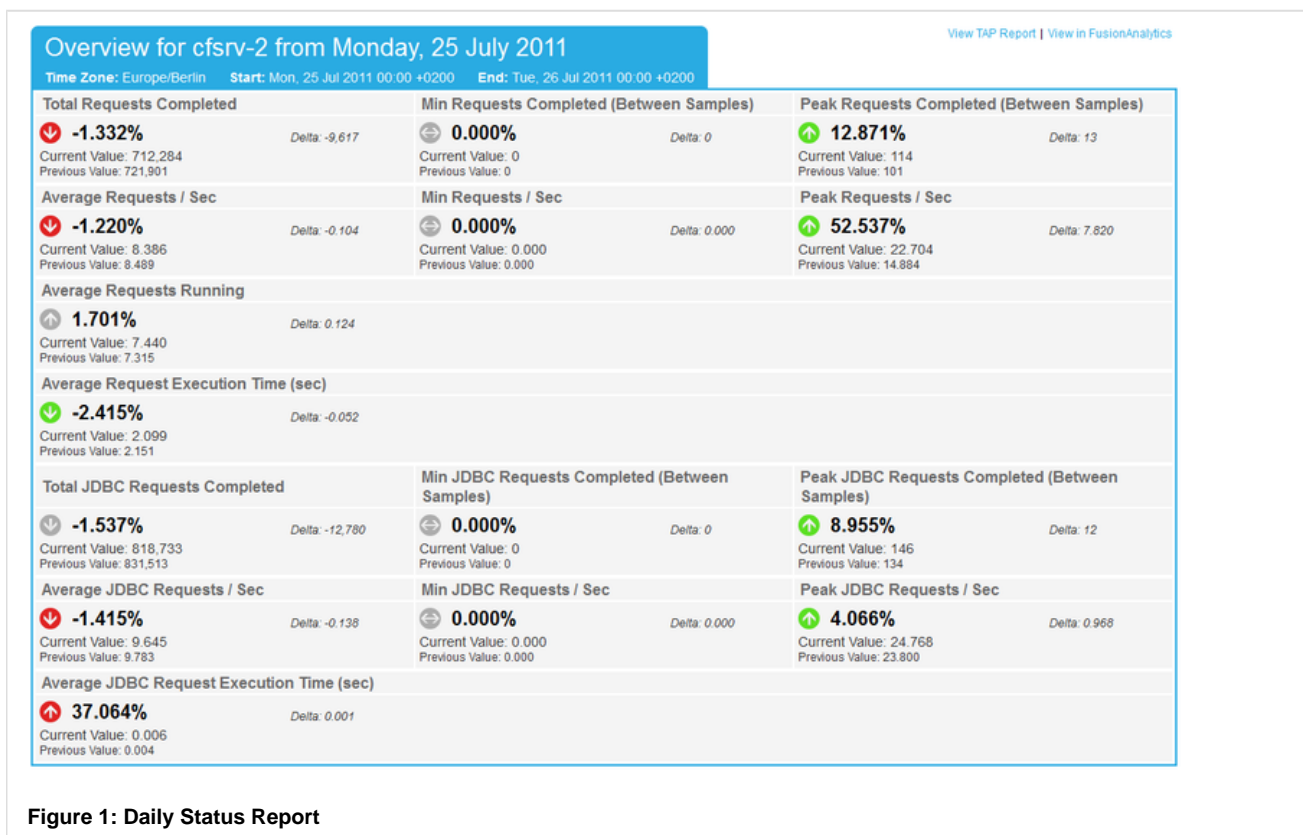 Overview for cfsrv-2 from Monday, 25 July 2011
View TAP Report | View in FusionAnalytics
Time Zone: Europe/Berlin Start: Mon, 25 Jul 2011 00:00 +0200 End: Tue, 26 Jul 2011 00:00 +0200
Total Requests Completed
-1.332%
Delta: -9,617
Current Value: 712,284
Previous Value: 721,901
Min Requests Completed (Between Samples)
0.000%
Delta: 0
Current Value: 0
Previous Value: 0
Peak Requests Completed (Between Samples)
12.871%
Delta: 13
Current Value: 114
Previous Value: 101
Average Requests / Sec
-1.220%
Delta: -0.104
Current Value: 8.386
Previous Value: 8.489
Min Requests / Sec
0.000%
Delta: 0.000
Current Value: 0.000
Previous Value: 0.000
Peak Requests / Sec
52.537%
Delta: 7.820
Current Value: 22.704
Previous Value: 14.884
Average Requests Running
1.701%
Delta: 0.124
Current Value: 7.440
Previous Value: 7.315
Average Request Execution Time (sec)
-2.415%
Delta: -0.052
Current Value: 2.099
Previous Value: 2.151
Total JDBC Requests Completed
-1.537%
Delta: -12,780
Current Value: 818,733
Previous Value: 831,513
Min JDBC Requests Completed (Between
Samples)
0.000%
Delta: 0
Current Value: 0
Previous Value: 0
Peak JDBC Requests Completed (Between
Samples)
8.955%
Delta: 12
Current Value: 146
Previous Value: 134
Average JDBC Requests / Sec
-1.415%
Delta: -0.138
Current Value: 9.645
Previous Value: 9.783
Min JDBC Requests / Sec
0.000%
Delta: 0.000
Current Value: 0.000
Previous Value: 0.000
Peak JDBC Requests / Sec
4.066%
Delta: 0.968
Current Value: 24.768
Previous Value: 23.800
Average JDBC Request Execution Time (sec)
37.064%
Delta: 0.001
Current Value: 0.006
Previous Value: 0.004
Figure 1: Daily Status Report